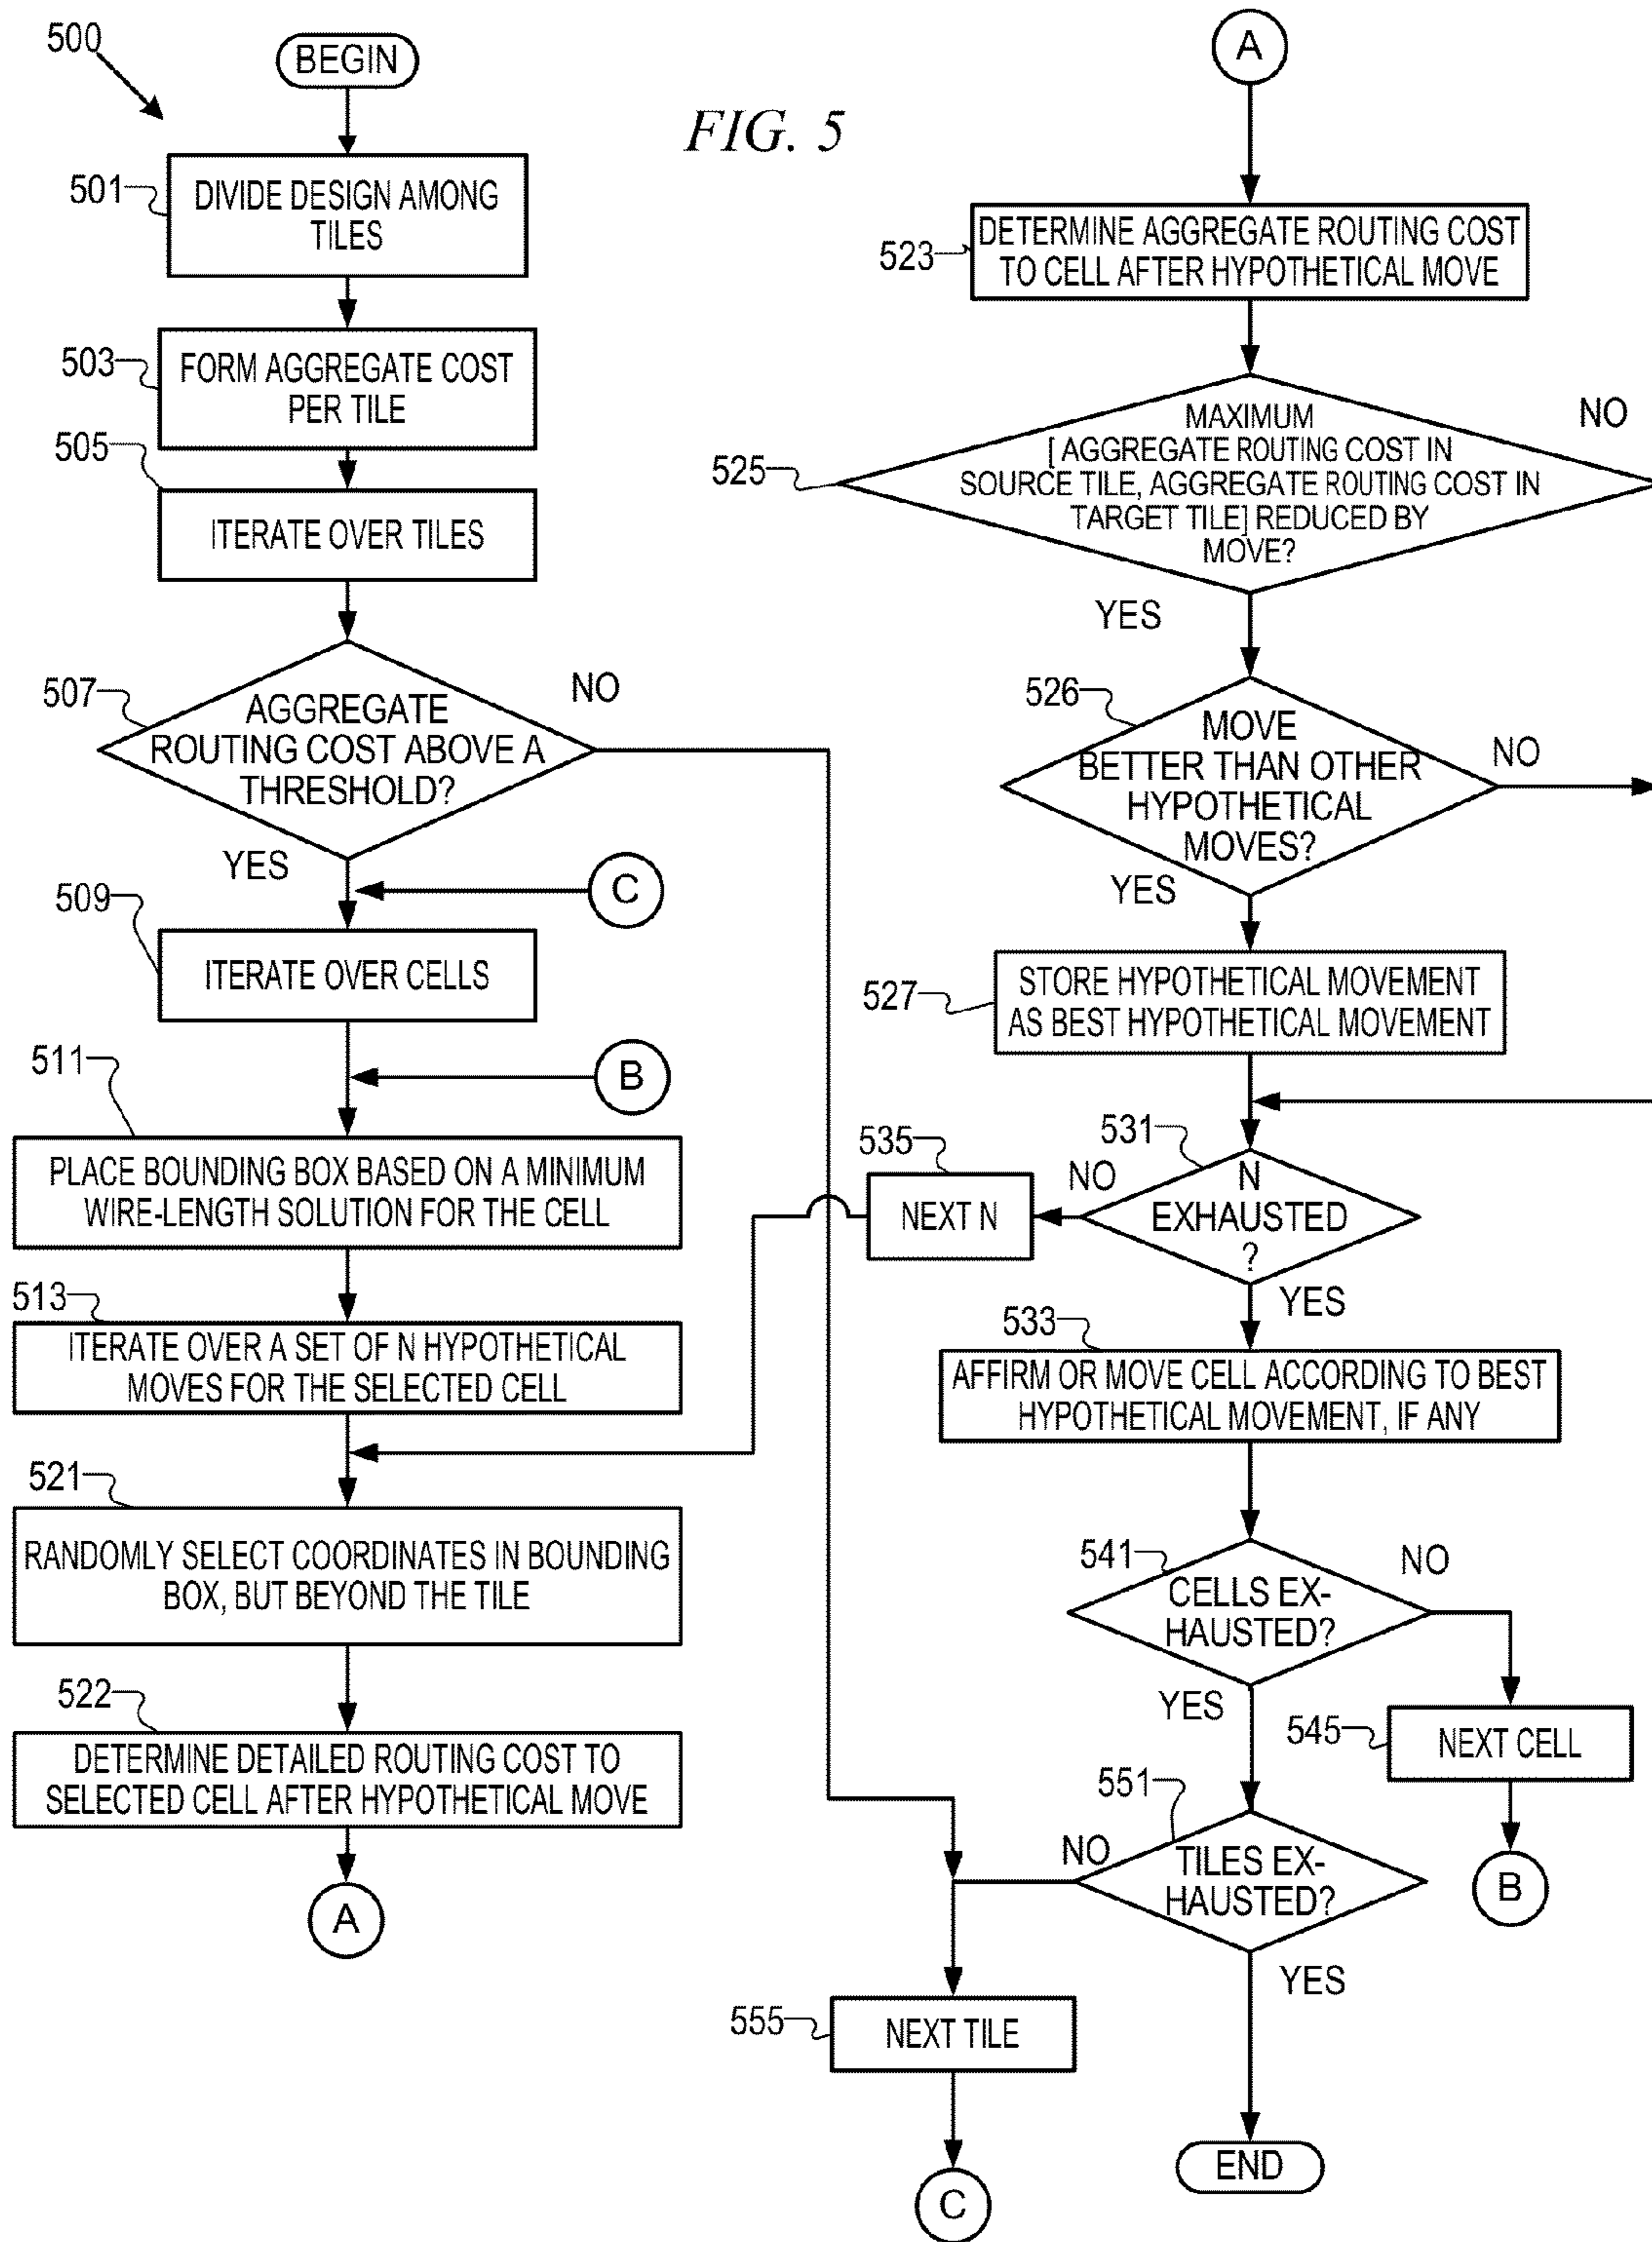 500
BEGIN
FIG. 5
501
DIVIDE DESIGN AMONG
TILES
503
FORM AGGREGATE COST
PER TILE
505
ITERATE OVER TILES
507
AGGREGATE
ROUTING COST ABOVE A
THRESHOLD?
NO
YES
C
509
ITERATE OVER CELLS
B
511
PLACE BOUNDING BOX BASED ON A MINIMUM
WIRE-LENGTH SOLUTION FOR THE CELL
513
ITERATE OVER A SET OF N HYPOTHETICAL
MOVES FOR THE SELECTED CELL
521
RANDOMLY SELECT COORDINATES IN BOUNDING
BOX, BUT BEYOND THE TILE
522
DETERMINE DETAILED ROUTING COST TO
SELECTED CELL AFTER HYPOTHETICAL MOVE
A
A
523
DETERMINE AGGREGATE ROUTING COST
TO CELL AFTER HYPOTHETICAL MOVE
525
MAXIMUM
[ AGGREGATE ROUTING COST IN
SOURCE TILE, AGGREGATE ROUTING COST IN
TARGET TILE] REDUCED BY
MOVE?
NO
YES
526
MOVE
BETTER THAN OTHER
HYPOTHETICAL
MOVES?
NO
YES
527
STORE HYPOTHETICAL MOVEMENT
AS BEST HYPOTHETICAL MOVEMENT
531
N
EXHAUSTED
?
NO
535
NEXT N
YES
533
AFFIRM OR MOVE CELL ACCORDING TO BEST
HYPOTHETICAL MOVEMENT, IF ANY
541
CELLS EX-
HAUSTED?
NO
YES
545
NEXT CELL
B
551
TILES EX-
HAUSTED?
NO
YES
555
NEXT TILE
C
END